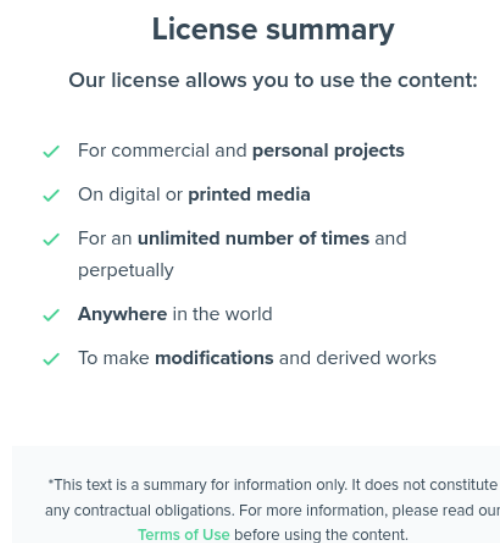 License summary
Our license allows you to use the content:
For commercial and personal projects
On digital or printed media
For an unlimited number of times and
perpetually
Anywhere in the world
To make modifications and derived works
*This text is a summary for information only. It does not constitute
any contractual obligations. For more information, please read our
Terms of Use before using the content.